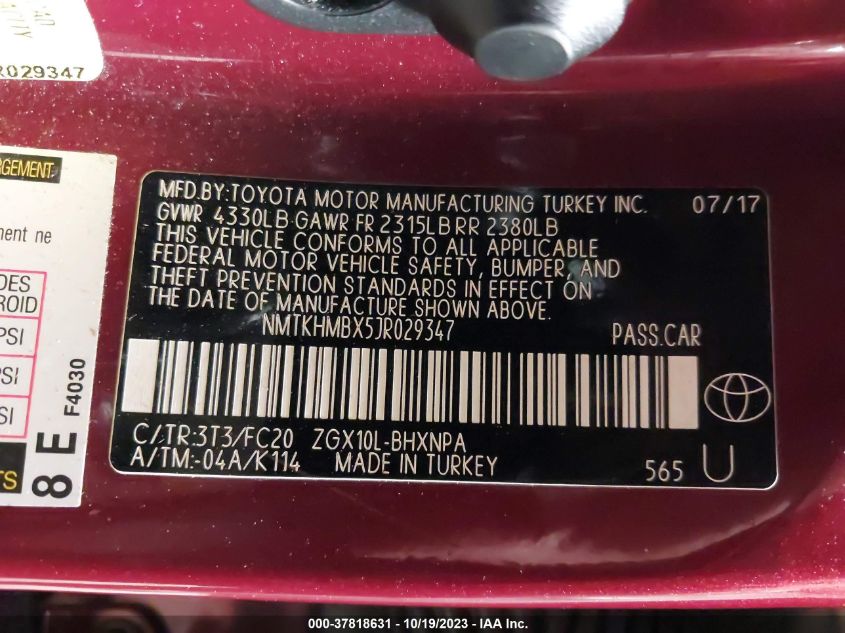 R029347
RGEMENT
ment ne
DES
ROID
PSI
PSI
TS
8 E F4030
MFD.BY:TOYOTA MOTOR MANUFACTURING TURKEY INC. 07/17
GVWR 4330LB GAWR FR 2315LB RR 2380LB
THIS VEHICLE CONFORMS TO ALL APPLICABLE
FEDERAL MOTOR VEHICLE SAFETY, BUMPER, AND
THEFT PREVENTION STANDARDS IN EFFECT ON
THE DATE OF MANUFACTURE SHOWN ABOVE.
NMTKHMBX5JR029347 PASS.CAR
C/TR:3T3/FC20 ZGX10L-BHXNPA
A/TM:-04A/K114 MADE IN TURKEY 565 U
000-37818631 - 10/19/2023 - IAA Inc.